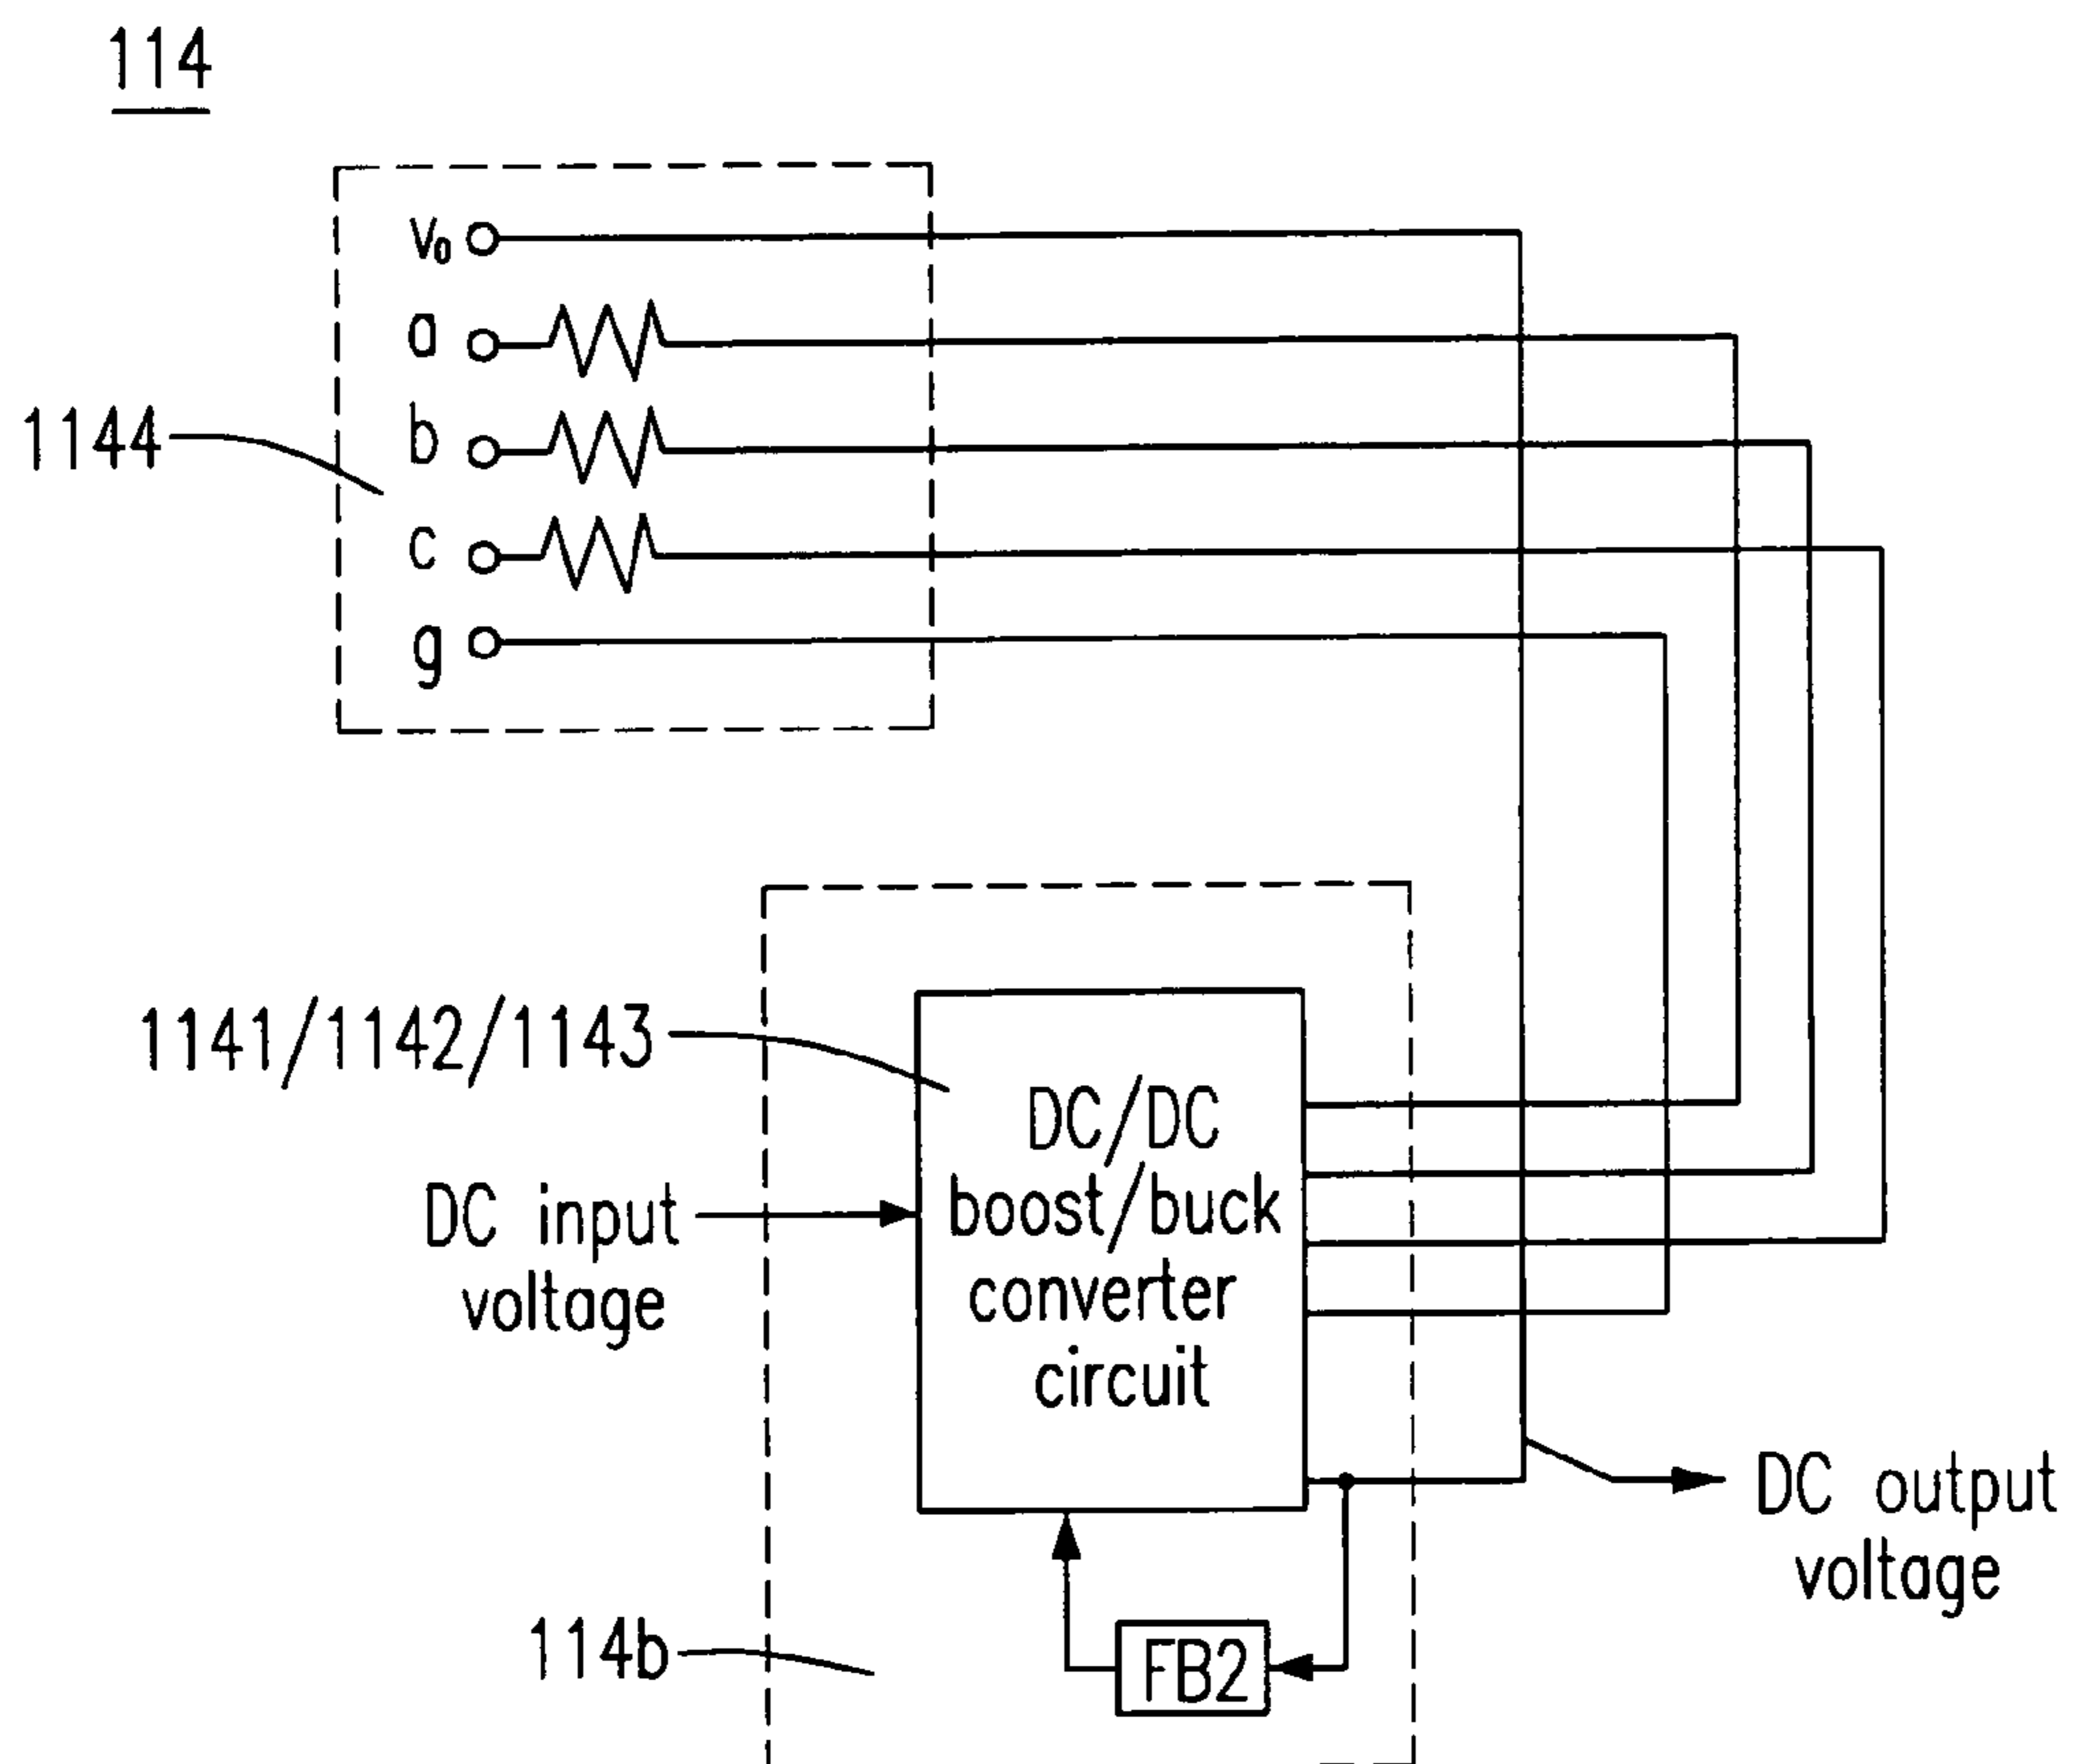 114
V0
a
b
1144
c
g
1141/1142/1143
DC/DC
boost/buck
converter
circuit
DC input
voltage
DC output
voltage
114b
FB2